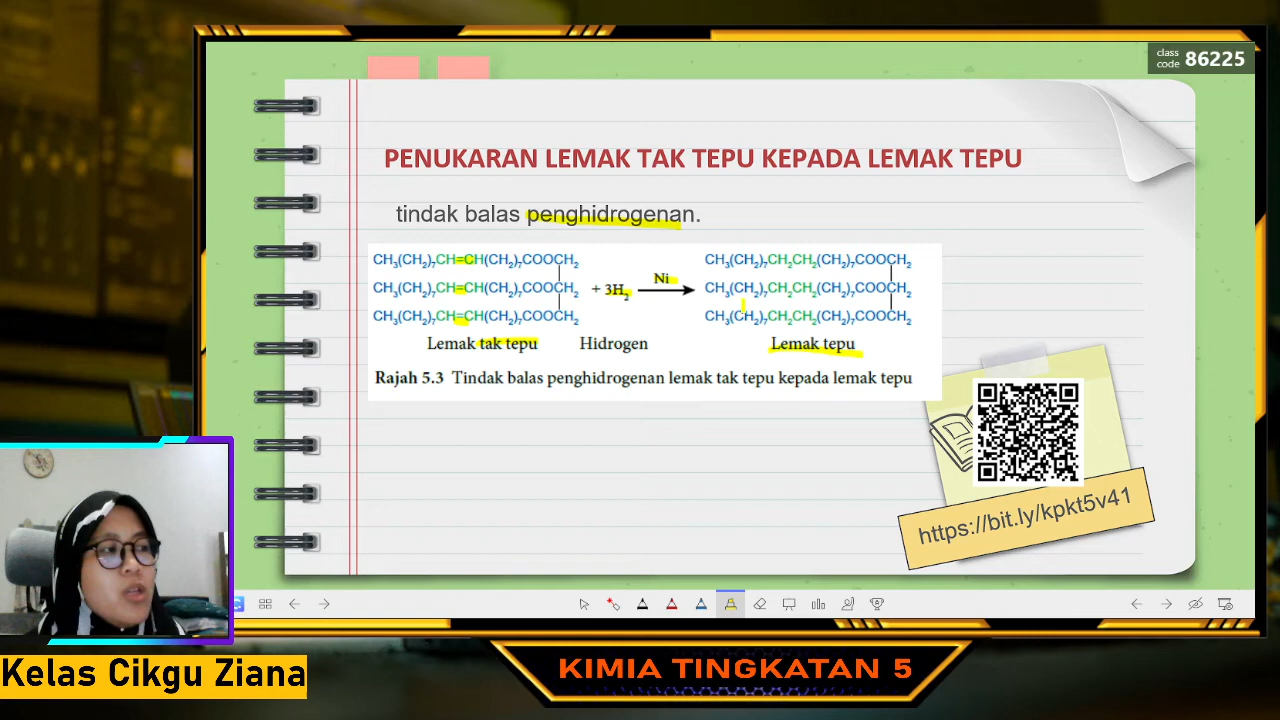 class
code 86225
PENUKARAN LEMAK TAK TEPU KEPADA LEMAK TEPU
tindak balas penghidrogenan.
CH₃(CH₂)₇CH=CH(CH₂)₇COOCH₂ CH₃(CH₂)₇CH₂CH₂(CH₂)₇COOCH₂
CH₃(CH₂)₇CH=CH(CH₂)₇COOCH₂ + 3H₂ Ni CH₃(CH₂)₇CH₂CH₂(CH₂)₇COOCH₂
CH₃(CH₂)₇CH=CH(CH₂)₇COOCH₂ CH₃(CH₂)₇CH₂CH₂(CH₂)₇COOCH₂
Lemak tak tepu Hidrogen Lemak tepu
Rajah 5.3 Tindak balas penghidrogenan lemak tak tepu kepada lemak tepu
https://bit.ly/kpkt5v41
Kelas Cikgu Ziana
KIMIA TINGKATAN 5